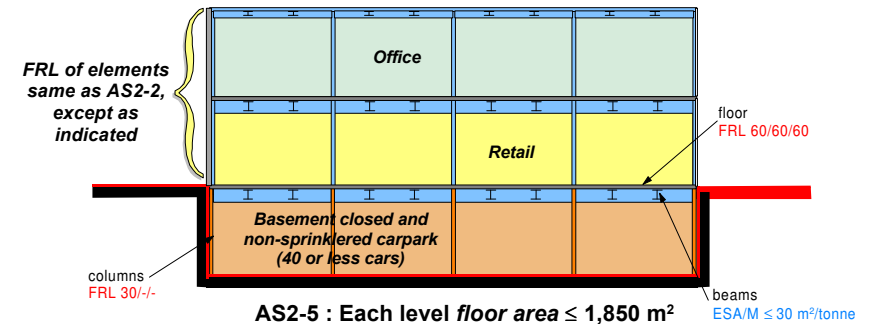 Office
FRL of elements
same as AS2-2,
except as
indicated
floor
FRL 60/60/60
Retail
Basement closed and
non-sprinklered carpark
(40 or less cars)
columns
FRL 30/-/-
beams
ESA/M ≤ 30 m²/tonne
AS2-5 : Each level floor area ≤ 1,850 m²